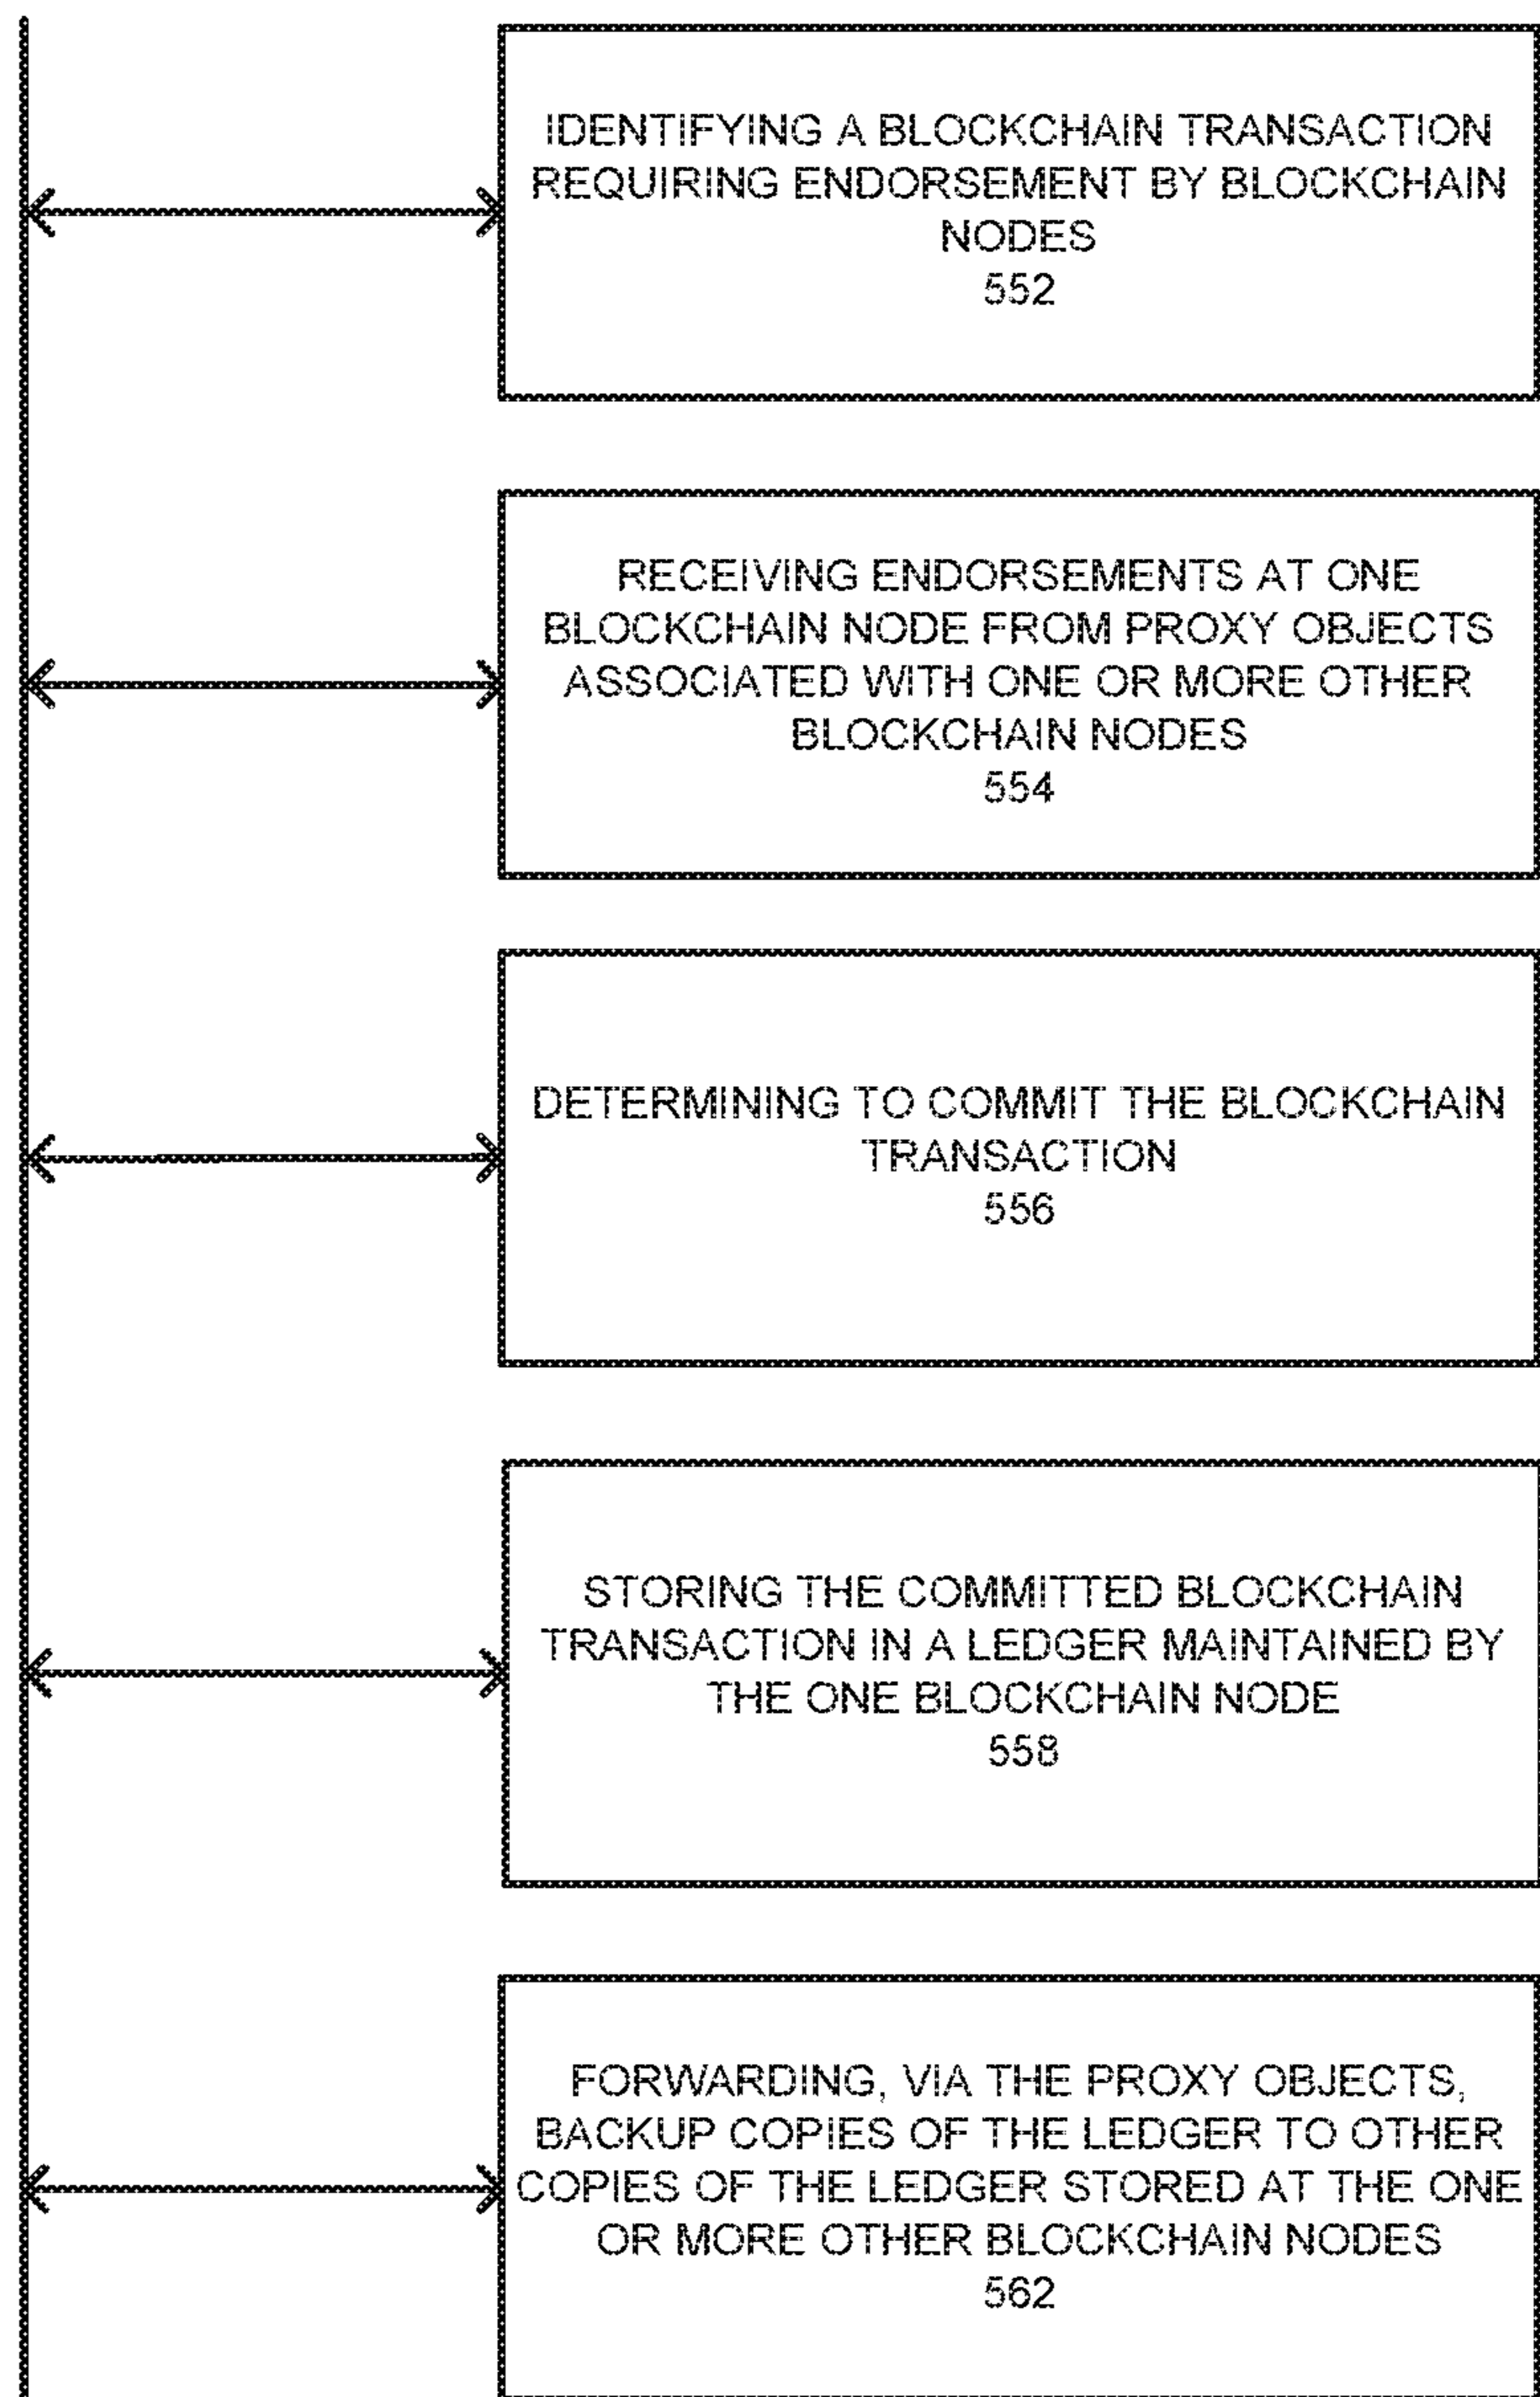 IDENTIFYING A BLOCKCHAIN TRANSACTION
REQUIRING ENDORSEMENT BY BLOCKCHAIN
NODES
552
RECEIVING ENDORSEMENTS AT ONE
BLOCKCHAIN NODE FROM PROXY OBJECTS
ASSOCIATED WITH ONE OR MORE OTHER
BLOCKCHAIN NODES
554
DETERMINING TO COMMIT THE BLOCKCHAIN
TRANSACTION
556
STORING THE COMMITTED BLOCKCHAIN
TRANSACTION IN A LEDGER MAINTAINED BY
THE ONE BLOCKCHAIN NODE
558
FORWARDING, VIA THE PROXY OBJECTS,
BACKUP COPIES OF THE LEDGER TO OTHER
COPIES OF THE LEDGER STORED AT THE ONE
OR MORE OTHER BLOCKCHAIN NODES
562